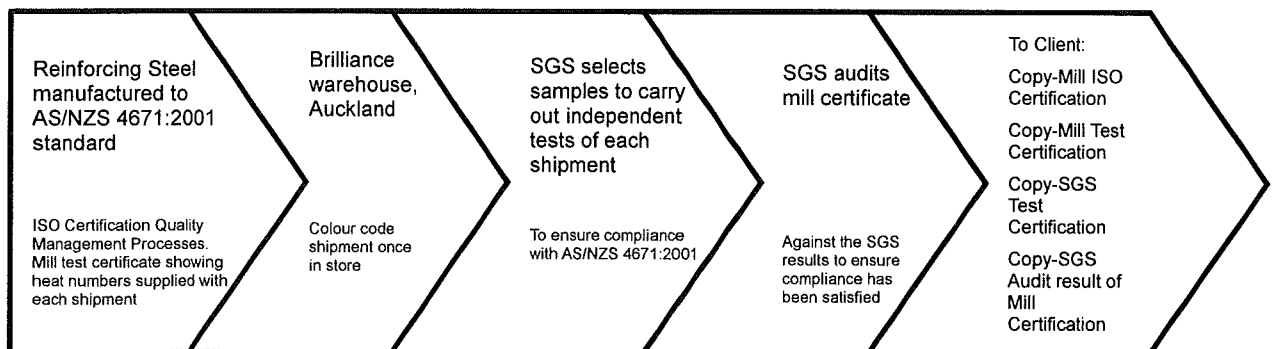 Reinforcing Steel
manufactured to
AS/NZS 4671:2001
standard
ISO Certification Quality
Management Processes.
Mill test certificate showing
heat numbers supplied with
each shipment
Brilliance
warehouse,
Auckland
Colour code
shipment once
in store
SGS selects
samples to carry
out independent
tests of each
shipment
To ensure compliance
with AS/NZS 4671:2001
SGS audits
mill certificate
Against the SGS
results to ensure
compliance has
been satisfied
To Client:
Copy-Mill ISO
Certification
Copy-Mill Test
Certification
Copy-SGS
Test
Certification
Copy-SGS
Audit result of
Mill
Certification